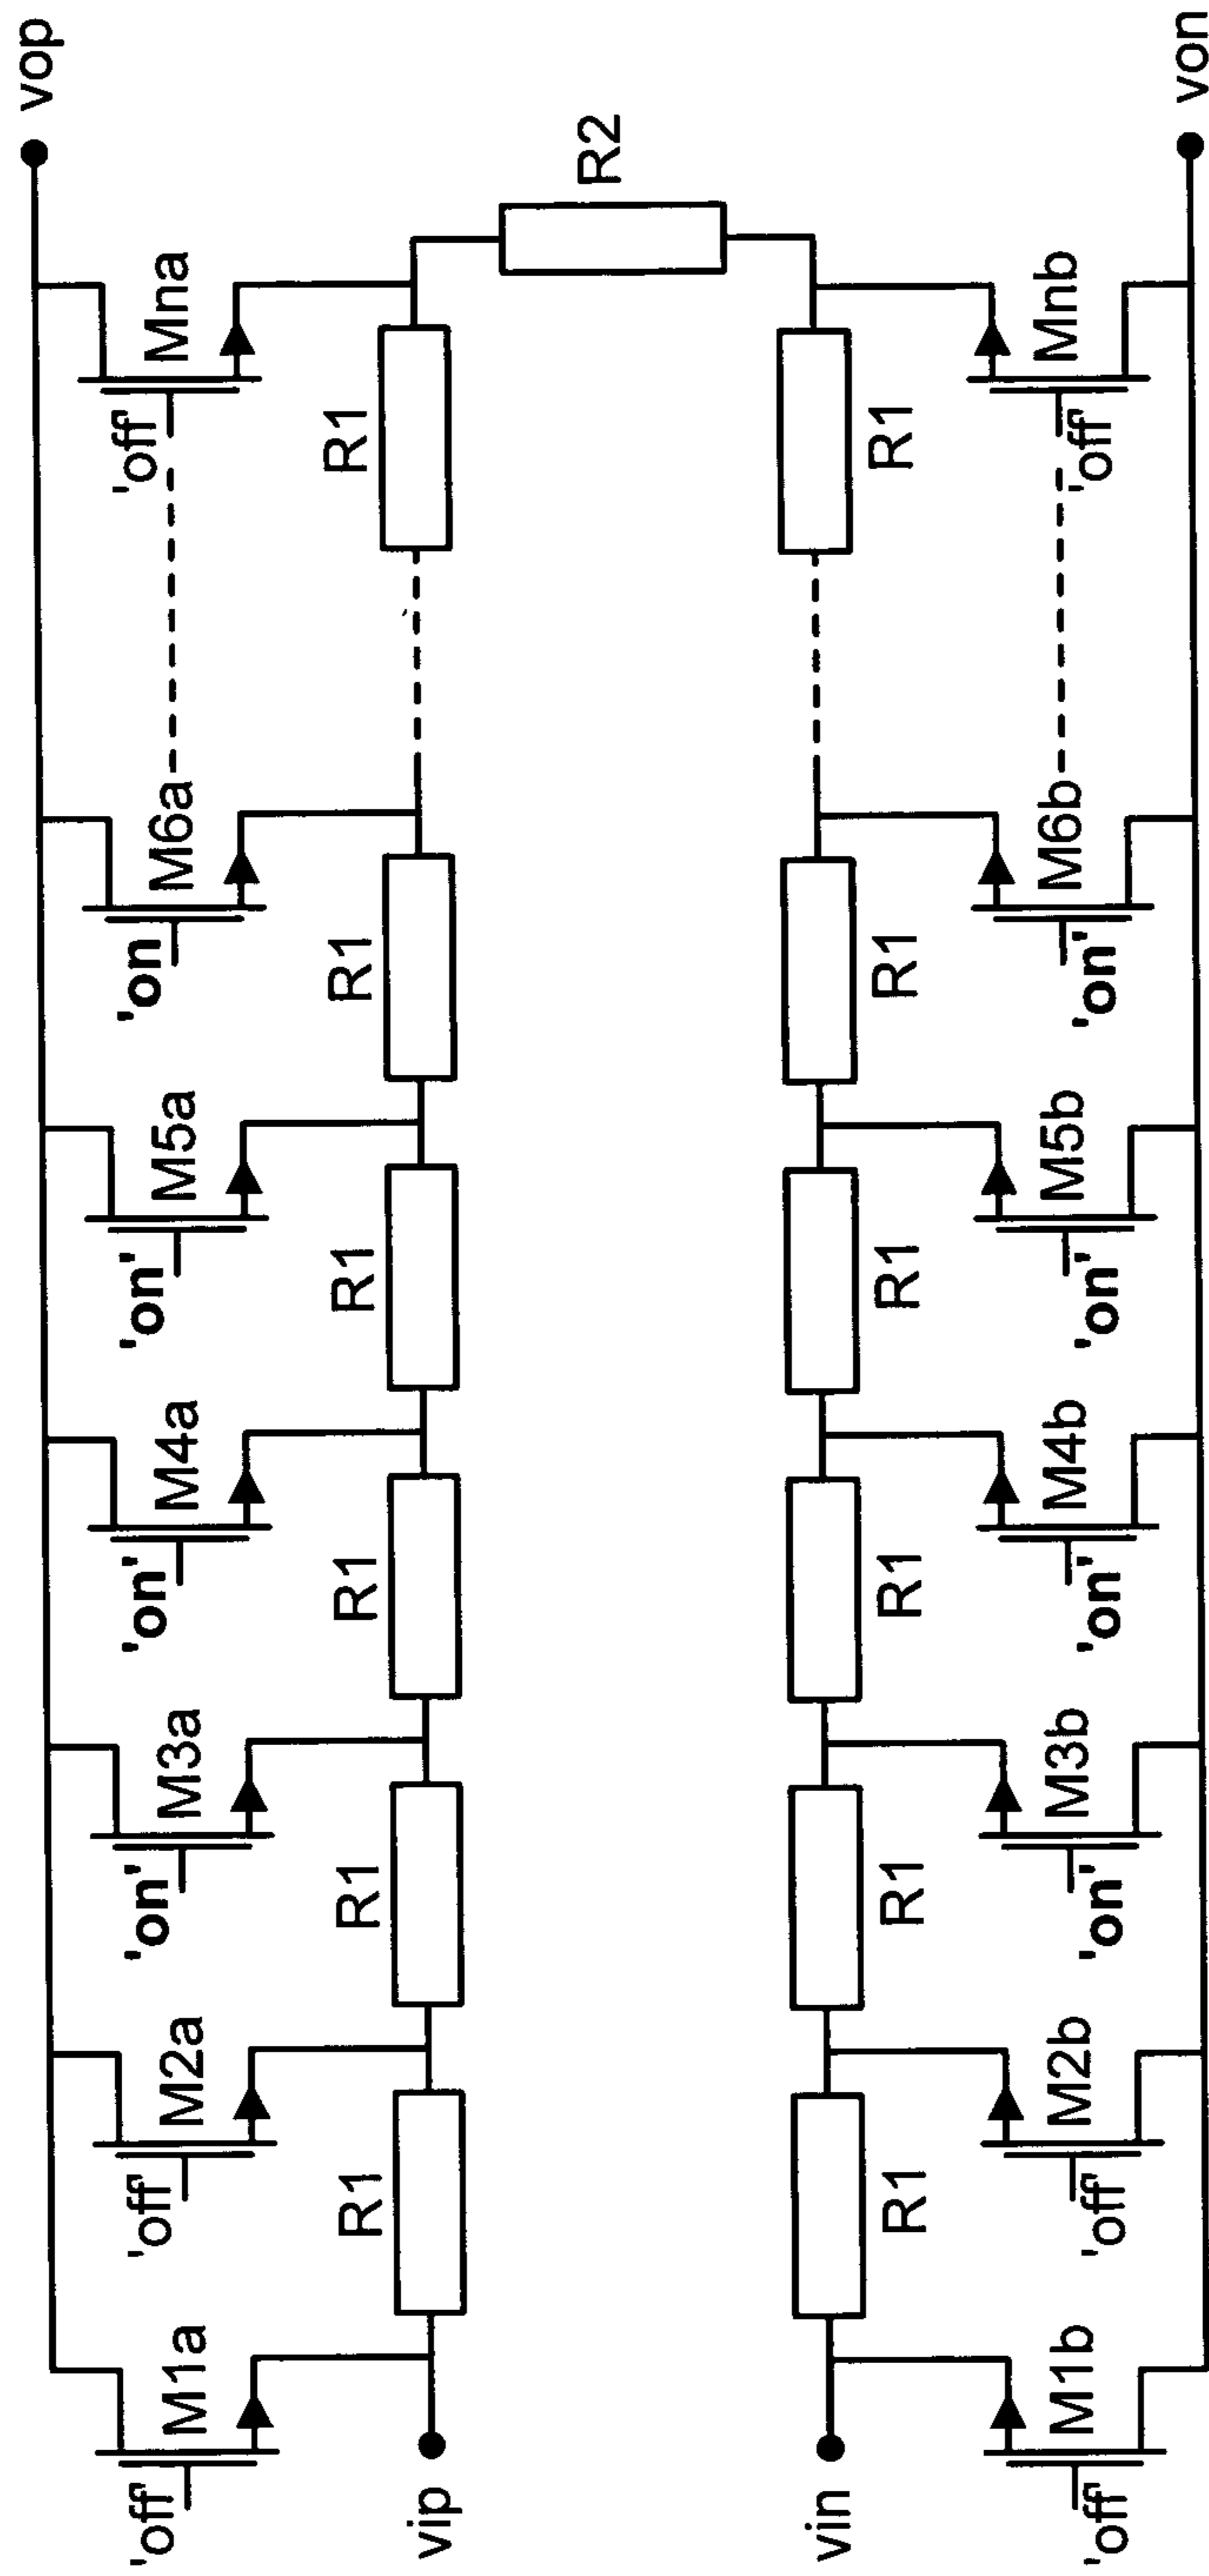 vop
'off'
M1a
'off'
M2a
'on'
M3a
'on'
M4a
'on'
M5a
'on
M6a
'off'
Mna
R1
R1
R1
R1
R1
R1
vip
R2
vin
R1
R1
R1
R1
R1
R1
M1b
'off'
M2b
'off'
M3b
'on'
M4b
'on'
M5b
'on'
M6b
'on'
Mnb
'off'
von